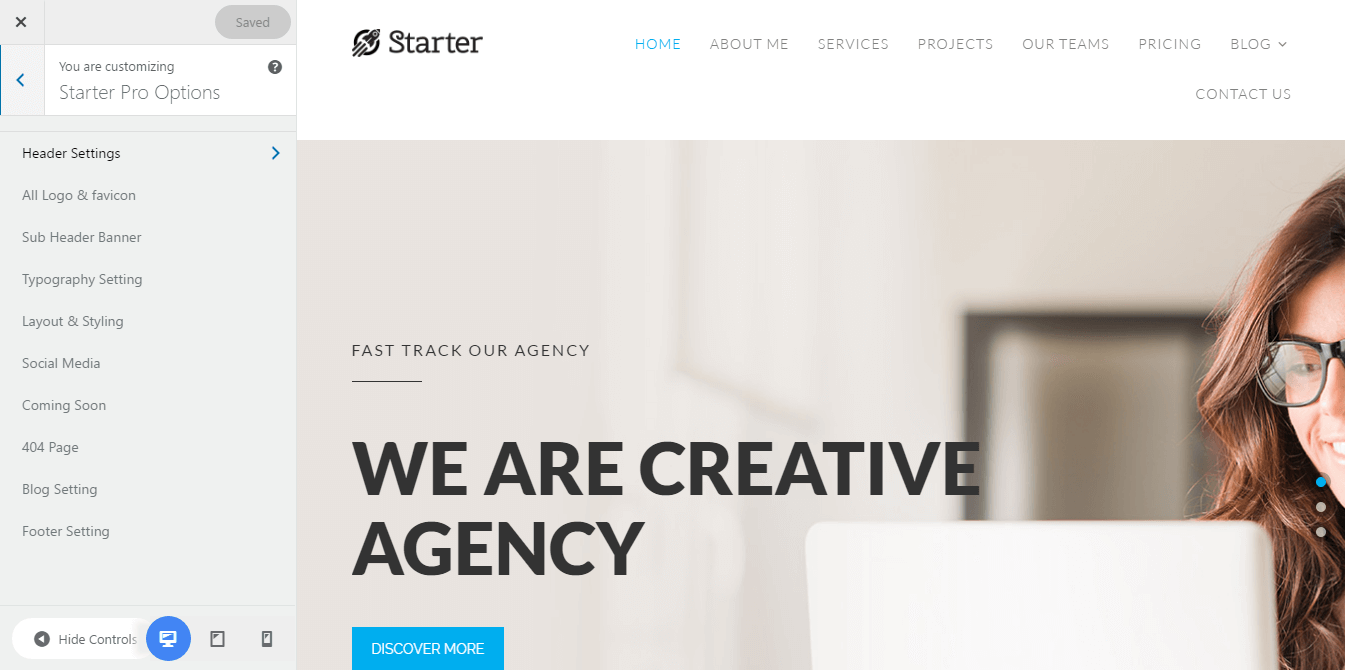 Saved
You are customizing
Starter Pro Options
Header Settings
All Logo & favicon
Sub Header Banner
Typography Setting
Layout & Styling
Social Media
Coming Soon
404 Page
Blog Setting
Footer Setting
Hide Controls
Starter
HOME ABOUT ME SERVICES PROJECTS OUR TEAMS PRICING BLOG
CONTACT US
FAST TRACK OUR AGENCY
WE ARE CREATIVE
AGENCY
DISCOVER MORE